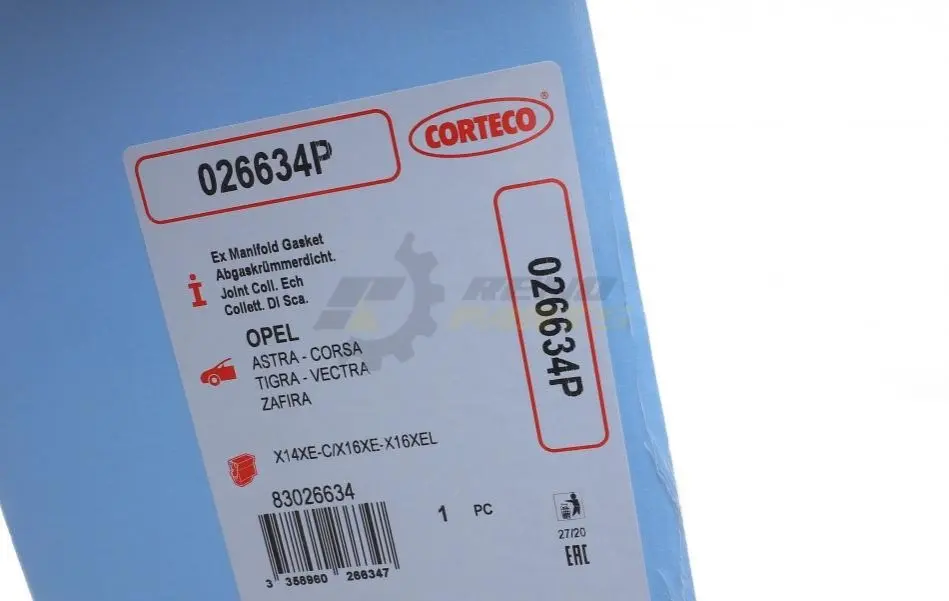 026634P
CORTECO®
Ex Manifold Gasket
Abgaskrümmerdicht.
Joint Coll. Ech
Collett. Di Sca.
026634P
OPEL
ASTRA - CORSA
TIGRA - VECTRA
ZAFIRA
X14XE-C/X16XE-X16XEL
83026634
1 PC
27/20
EAC
3 358960 266347